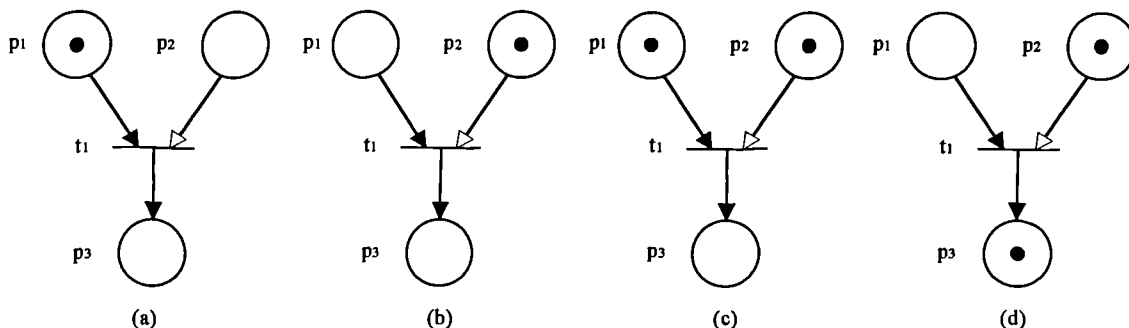 p1 p2 p1 p2 p1 p2 p1 p2
t1 t1 t1 t1
p3 p3 p3 p3
(a) (b) (c) (d)